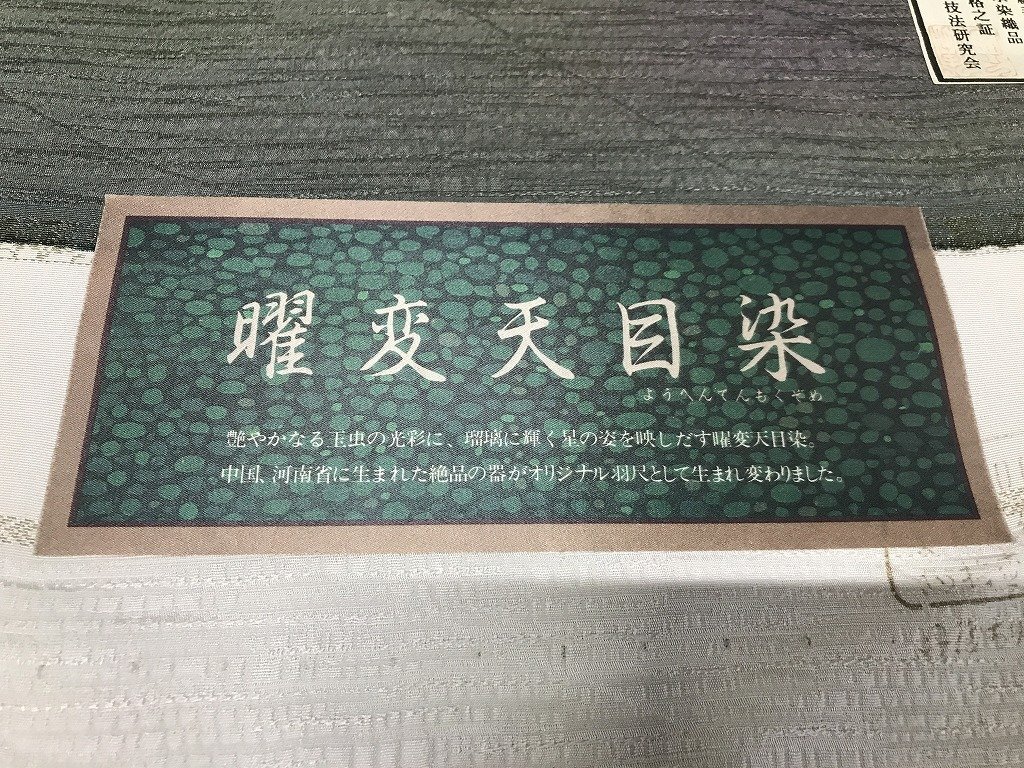 染織品
格之証
技法研究会
曜変天目染
ようへんてんもくぞめ
艶やかなる玉虫の光彩に、瑠璃に輝く星の姿を映しだす曜変天目染。
中国、河南省に生まれた絶品の器がオリジナル羽尺として生まれ変わりました。